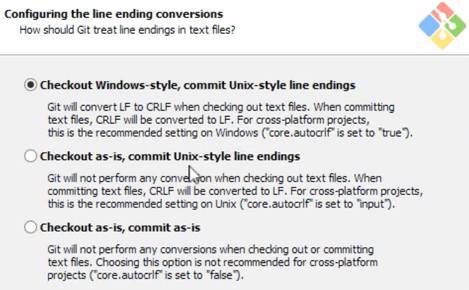 Configuring the line ending conversions
How should Git treat line endings in text files?
Checkout Windows-style, commit Unix-style line endings
Git will convert LF to CRLF when checking out text files. When committing
text files, CRLF will be converted to LF. For cross-platform projects,
this is the recommended setting on Windows ("core.autocrlf" is set to "true").
Checkout as-is, commit Unix-style line endings
Git will not perform any conversion when checking out text files. When
committing text files, CRLF will be converted to LF. For cross-platform projects,
this is the recommended setting on Unix ("core.autocrlf" is set to "input").
Checkout as-is, commit as-is
Git will not perform any conversions when checking out or committing
text files. Choosing this option is not recommended for cross-platform
projects ("core.autocrlf" is set to "false").